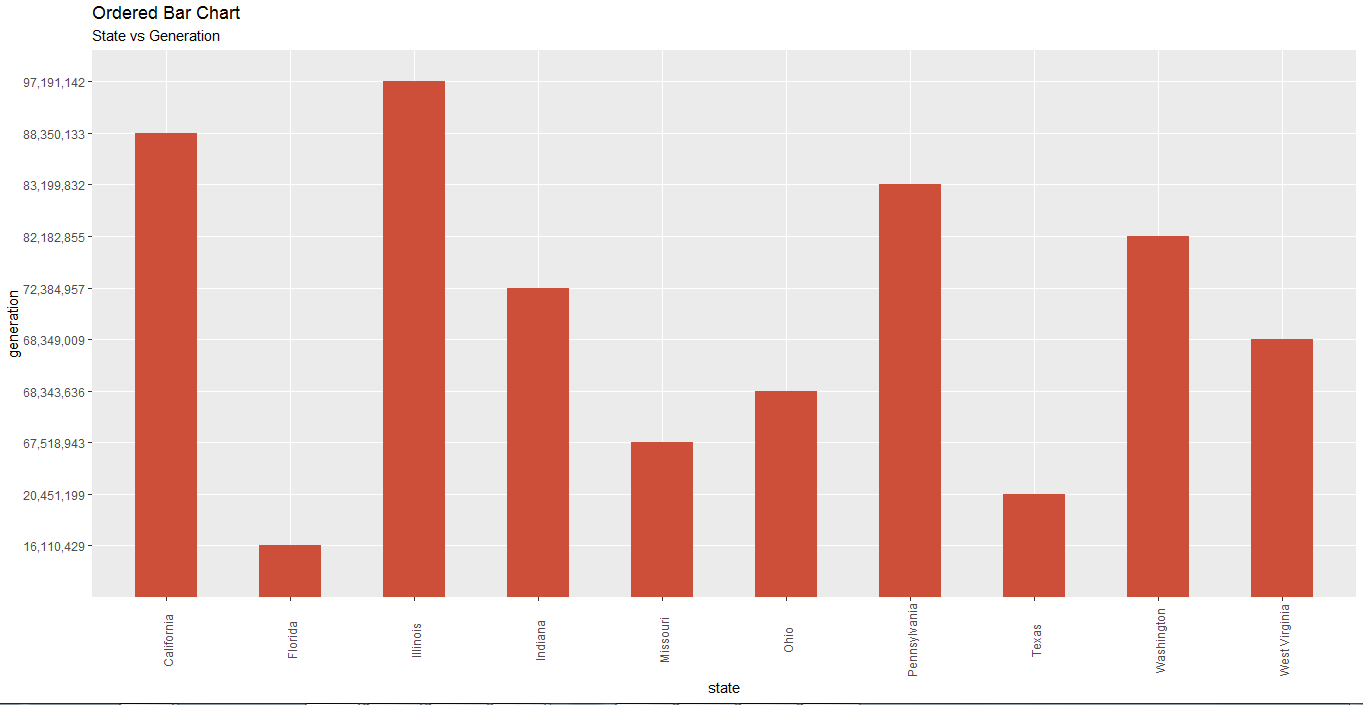 Ordered Bar Chart
State vs Generation
97,191,142
88,350,133
83,199,832
82,182,855
72,384,957
68,349,009
68,343,636
67,518,943
20,451,199
16,110,429
generation
California
Florida
Illinois
Indiana
Missouri
Ohio
Pennsylvania
Texas
Washington
West Virginia
state